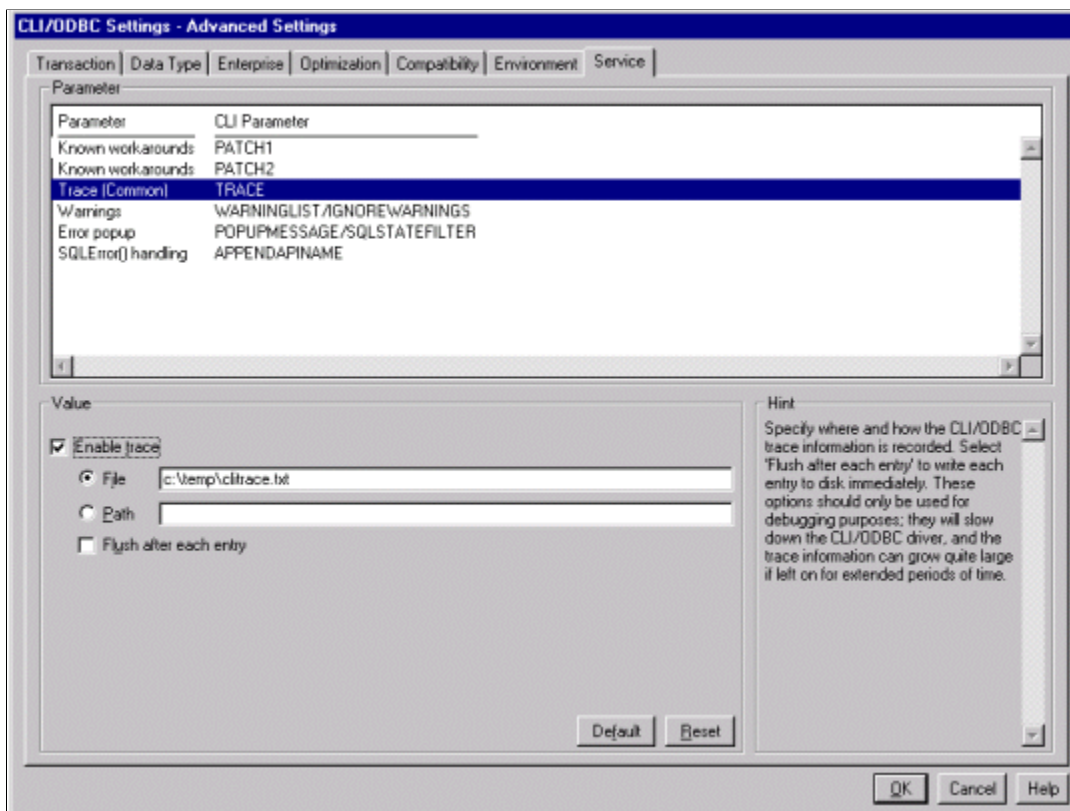 CLI/ODBC Settings - Advanced Settings
Transaction Data Type Enterprise Optimization Compatibility Environment Service
Parameter
Parameter CLI Parameter
Known workarounds PATCH1
Known workarounds PATCH2
Trace (Common) TRACE
Warnings WARNINGLIST/IGNOREWARNINGS
Error popup POPUPMESSAGE/SQLSTATEFILTER
SQLError() handling APPENDAPINAME
Value
Enable trace
File c:\temp\clitrace.txt
Path
Flush after each entry
Default Reset
Hint
Specify where and how the CLI/ODBC
trace information is recorded. Select
'Flush after each entry' to write each
entry to disk immediately. These
options should only be used for
debugging purposes; they will slow
down the CLI/ODBC driver, and the
trace information can grow quite large
if left on for extended periods of time.
OK Cancel Help